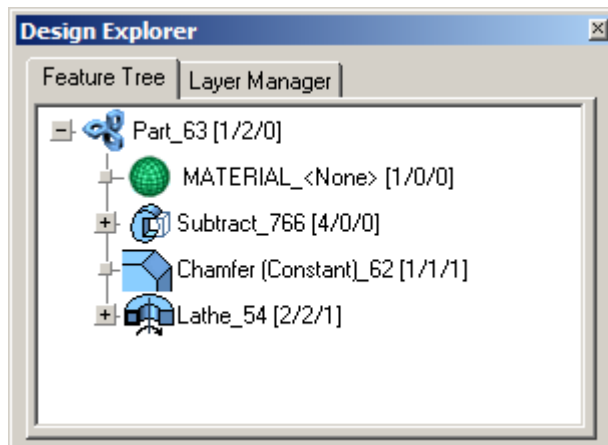 Design Explorer
Feature Tree
Layer Manager
Part_63 [1/2/0]
MATERIAL_<None> [1/0/0]
Subtract_766 [4/0/0]
Chamfer (Constant)_62 [1/1/1]
Lathe_54 [2/2/1]